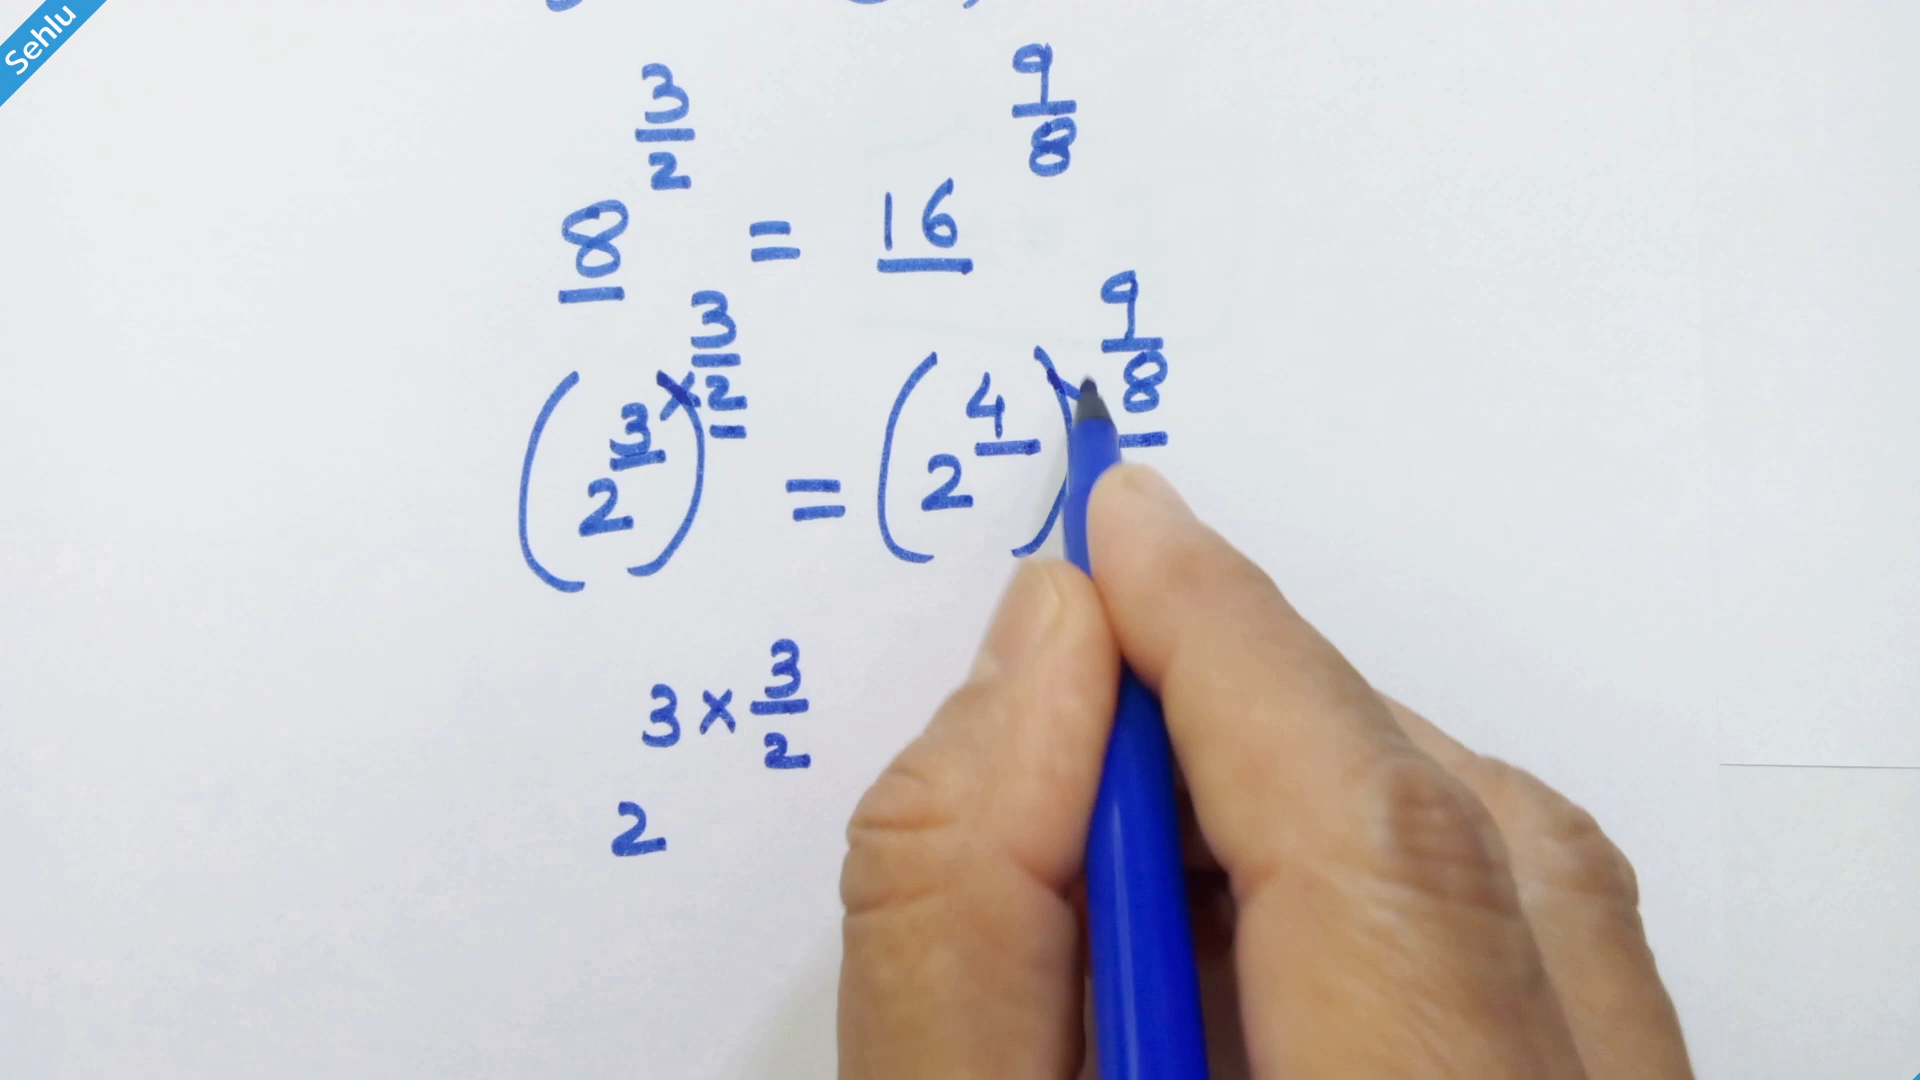 Sehlu
8^(3/2) = 16^(9/8)
(2^3)^(×3/2) = (2^4)^(9/8)
2^(3×3/2)